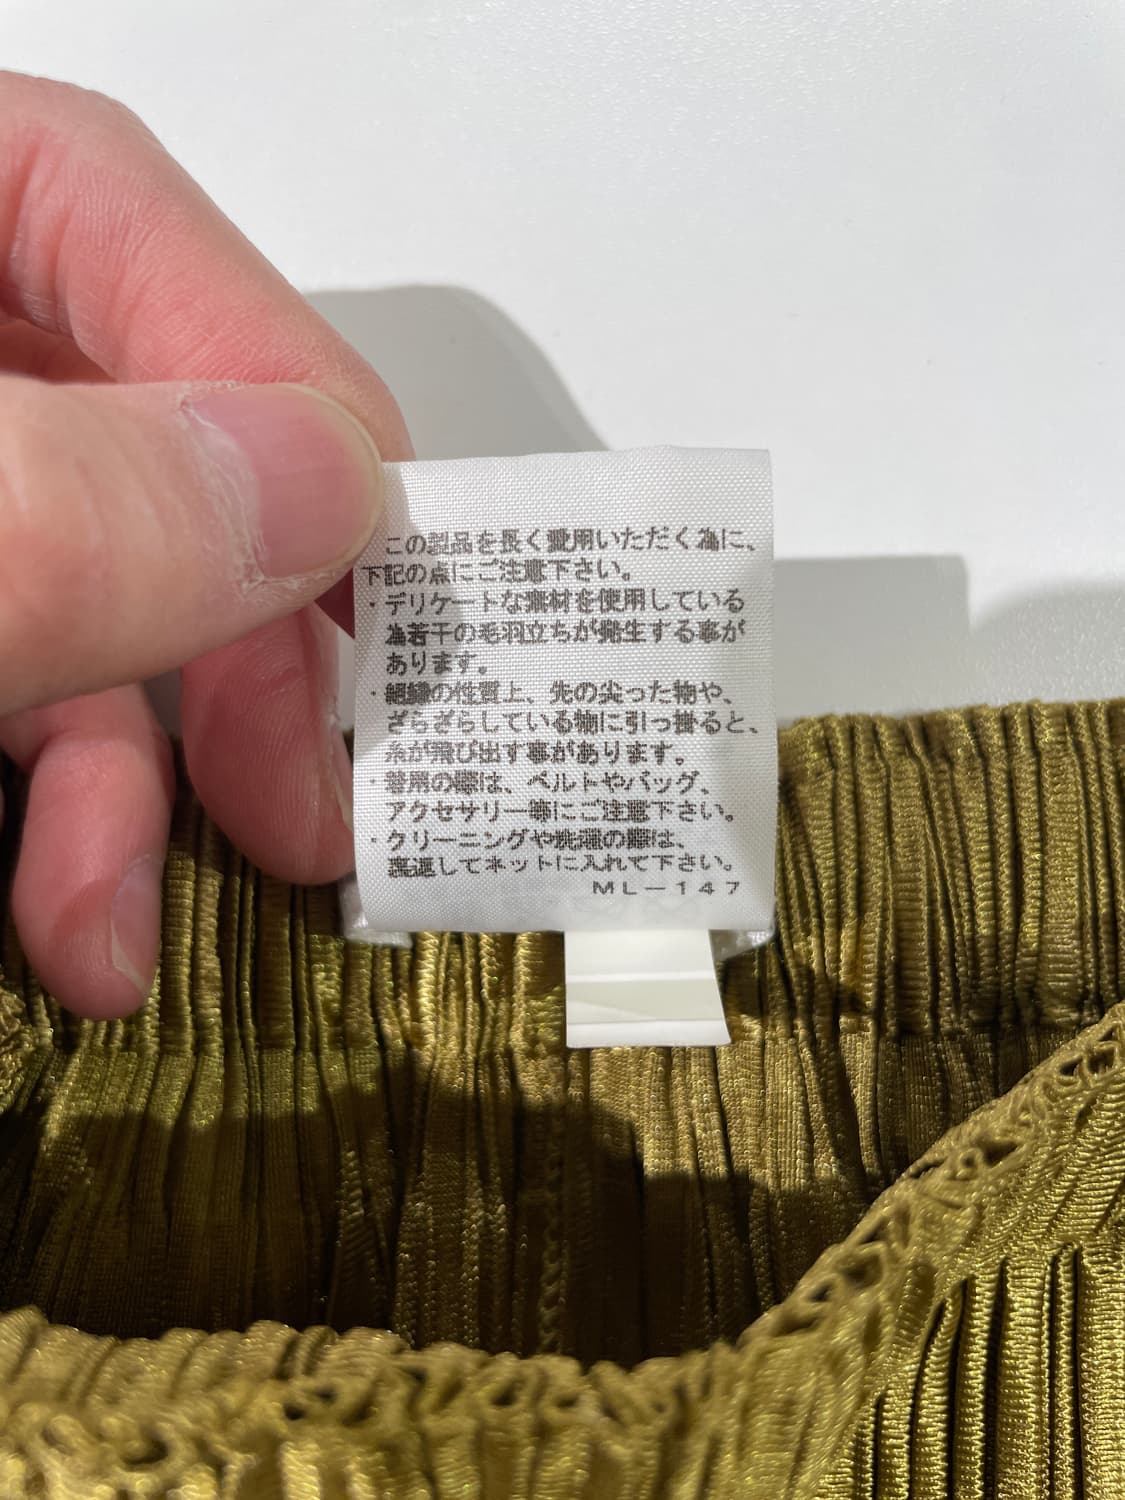 この製品を長く愛用いただく為に、
下記の点にご注意下さい。
・デリケートな素材を使用している
為若干の毛羽立ちが発生する事が
あります。
・組織の性質上、先の尖った物や、
ざらざらしている物に引っ掛ると、
糸が飛び出す事があります。
・着用の際は、ベルトやバッグ、
アクセサリー等にご注意下さい。
・クリーニングや洗濯の際は、
裏返してネットに入れて下さい。
ML－147